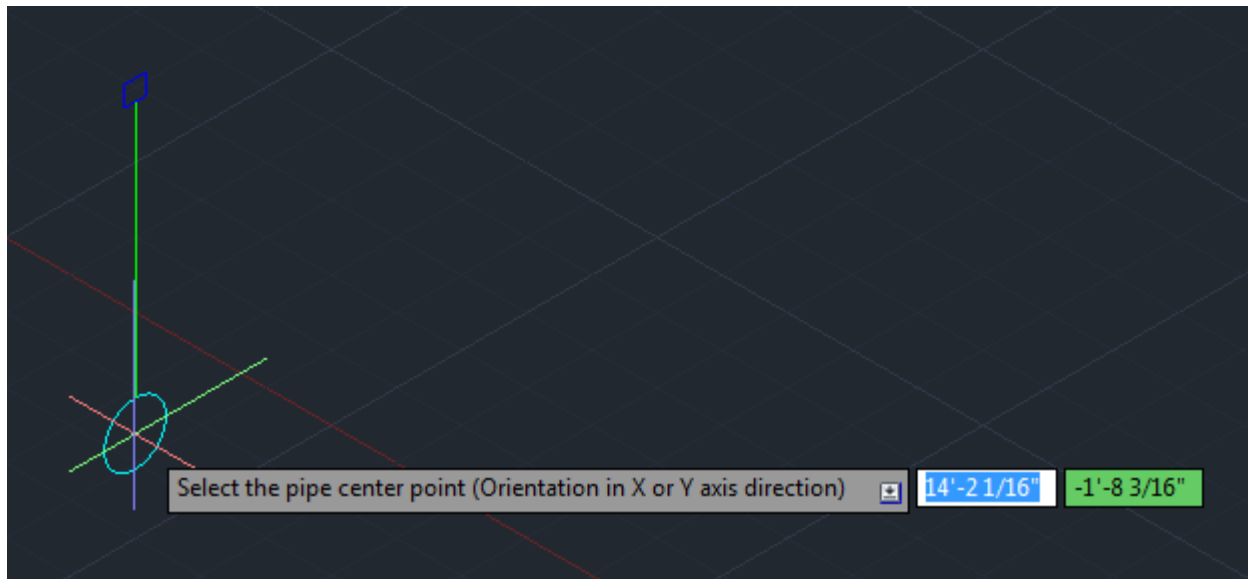 Select the pipe center point (Orientation in X or Y axis direction) 14'-2 1/16" -1'-8 3/16"